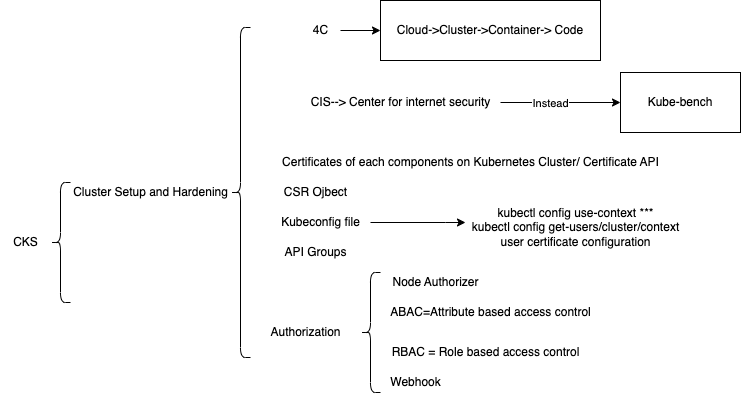 4C
Cloud->Cluster->Container-> Code
CIS--> Center for internet security
Instead
Kube-bench
Certificates of each components on Kubernetes Cluster/ Certificate API
Cluster Setup and Hardening
CSR Ojbect
Kubeconfig file
kubectl config use-context ***
kubectl config get-users/cluster/context
user certificate configuration
CKS
API Groups
Node Authorizer
ABAC=Attribute based access control
Authorization
RBAC = Role based access control
Webhook